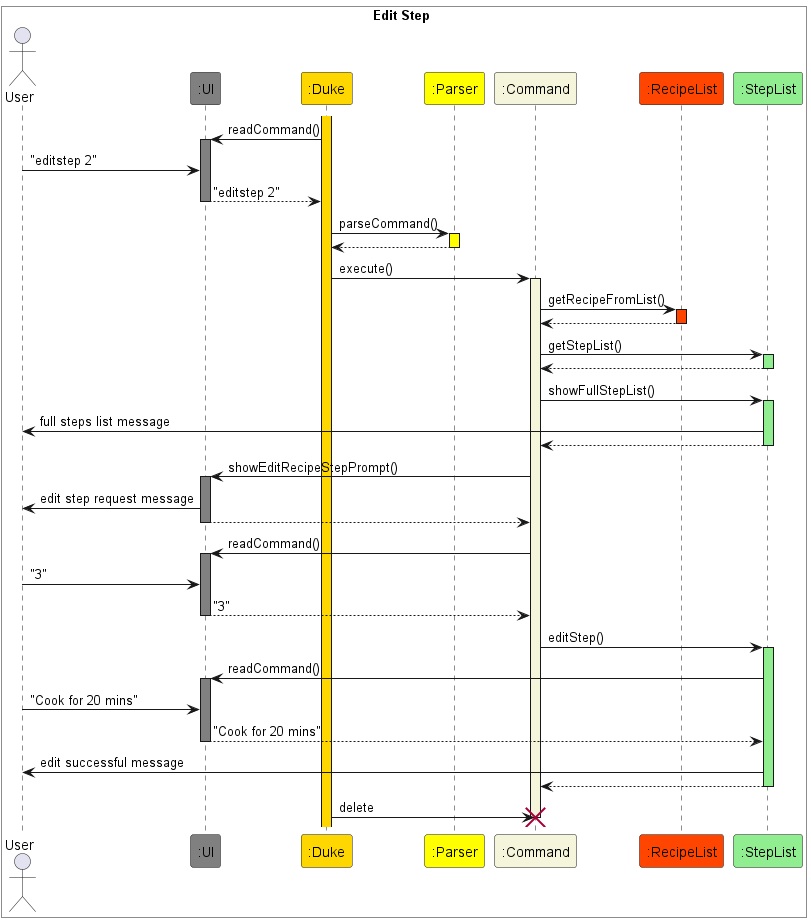 Edit Step
User
:UI
:Duke
:Parser
:Command
:RecipeList
:StepList
readCommand()
"editstep 2"
"editstep 2"
parseCommand()
execute()
getRecipeFromList()
getStepList()
showFullStepList()
full steps list message
showEditRecipeStepPrompt()
edit step request message
readCommand()
"3"
"3"
editStep()
readCommand()
"Cook for 20 mins"
"Cook for 20 mins"
edit successful message
delete
User
:UI
:Duke
:Parser
:Command
:RecipeList
:StepList